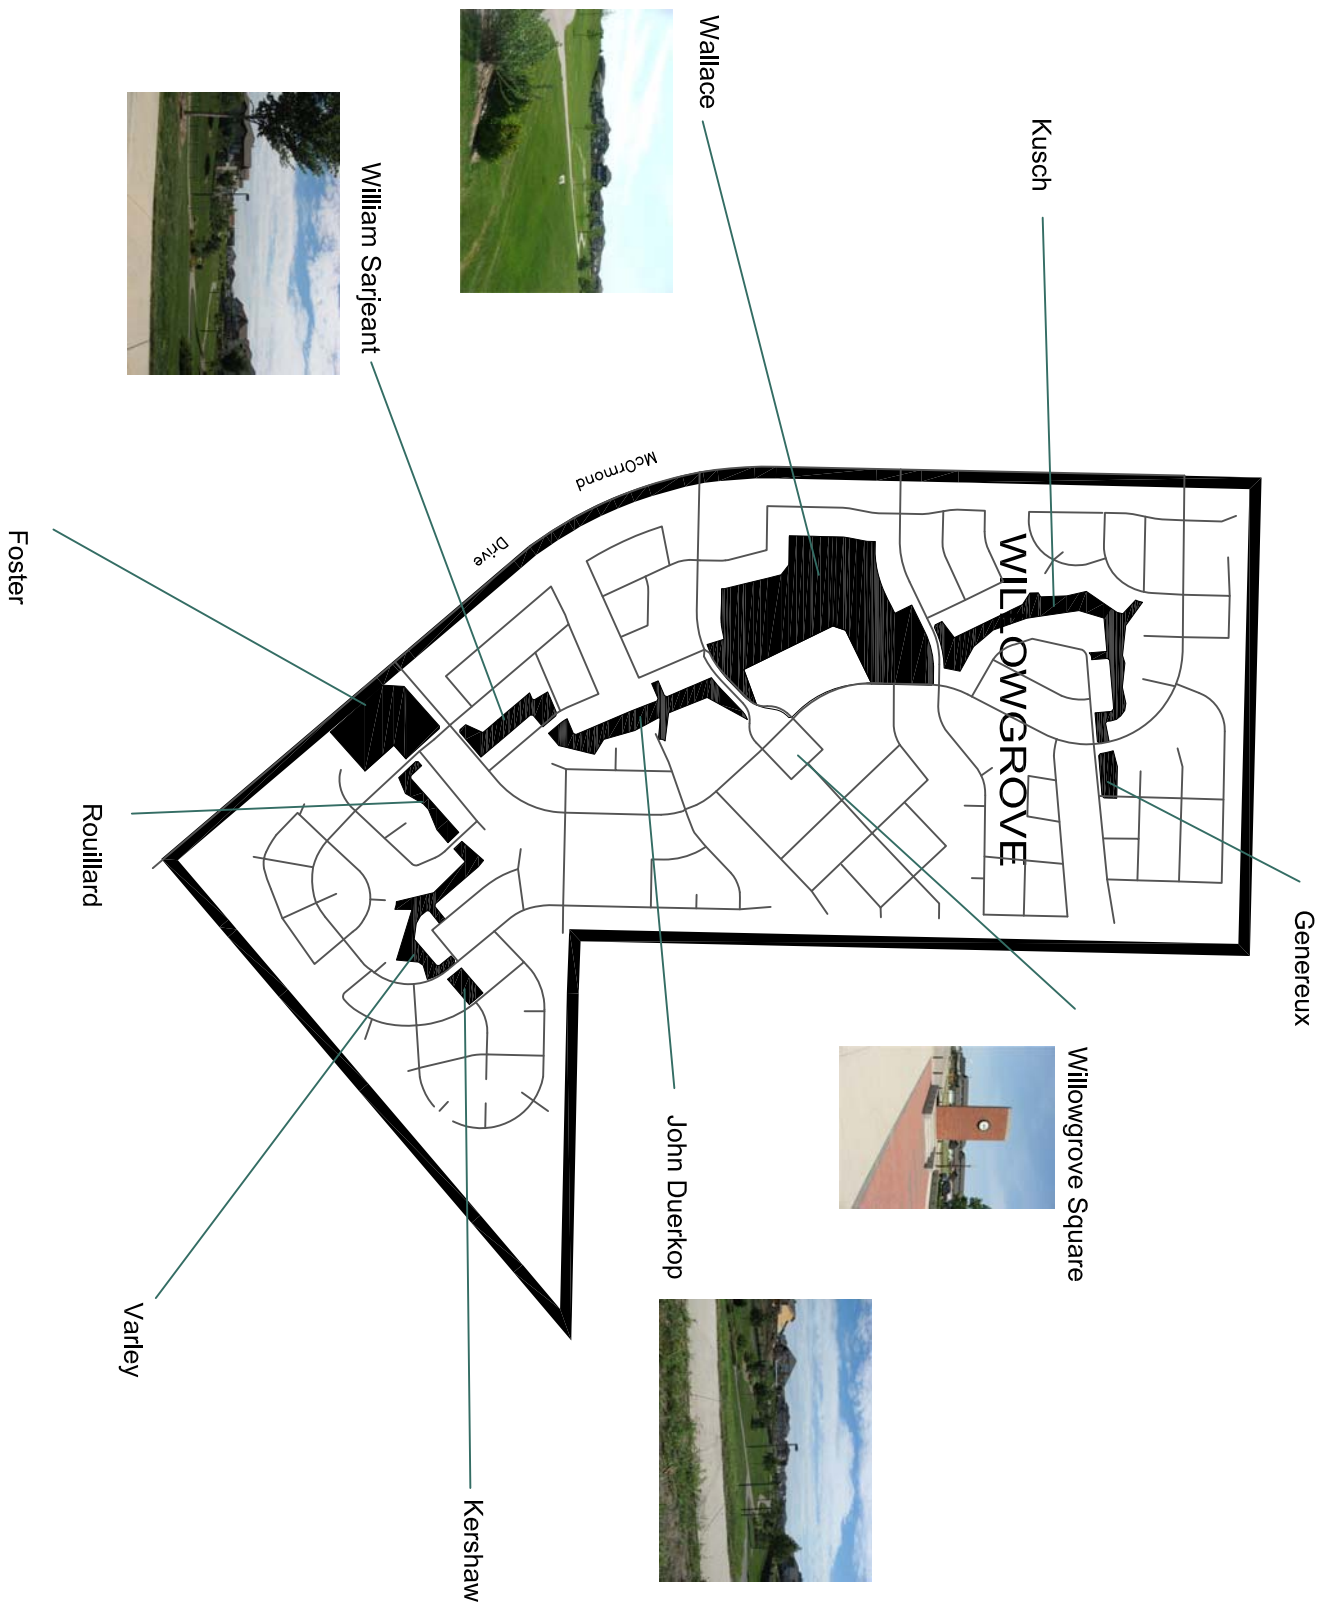 Genereux
Willowgrove Square
Kusch
WILLOWGROVE
Wallace
John Duerkop
McOrmond
Drive
Kershaw
William Sarjeant
Varley
Rouillard
Foster